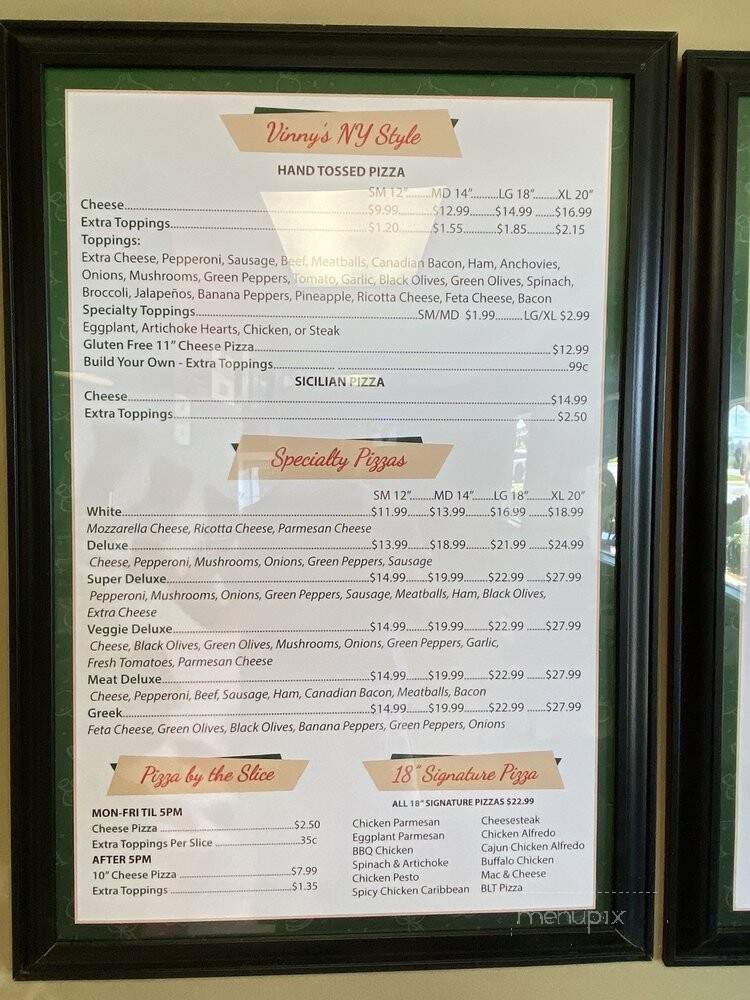 Vinny's NY Style
HAND TOSSED PIZZA
SM 12"..........MD 14"..........LG 18"..........XL 20"
Cheese..........$9.99..........$12.99..........$14.99 ......$16.99
Extra Toppings..........$1.20..........$1.55..........$1.85..........$2.15
Toppings:
Extra Cheese, Pepperoni, Sausage, Beef, Meatballs, Canadian Bacon, Ham, Anchovies,
Onions, Mushrooms, Green Peppers, Tomato, Garlic, Black Olives, Green Olives, Spinach,
Broccoli, Jalapeños, Banana Peppers, Pineapple, Ricotta Cheese, Feta Cheese, Bacon
Specialty Toppings..........SM/MD $1.99..........LG/XL $2.99
Eggplant, Artichoke Hearts, Chicken, or Steak
Gluten Free 11" Cheese Pizza..........$12.99
Build Your Own - Extra Toppings..........99c
SICILIAN PIZZA
Cheese..........$14.99
Extra Toppings.......... $2.50
Specialty Pizzas
SM 12"..........MD 14"..........LG 18"..........XL 20"
White..........$11.99..........$13.99..........$16.99 ......$18.99
Mozzarella Cheese, Ricotta Cheese, Parmesan Cheese
Deluxe..........$13.99..........$18.99..........$21.99 ......$24.99
Cheese, Pepperoni, Mushrooms, Onions, Green Peppers, Sausage
Super Deluxe..........$14.99..........$19.99..........$22.99 ......$27.99
Pepperoni, Mushrooms, Onions, Green Peppers, Sausage, Meatballs, Ham, Black Olives,
Extra Cheese
Veggie Deluxe..........$14.99..........$19.99..........$22.99 ......$27.99
Cheese, Black Olives, Green Olives, Mushrooms, Onions, Green Peppers, Garlic,
Fresh Tomatoes, Parmesan Cheese
Meat Deluxe..........$14.99..........$19.99..........$22.99 ......$27.99
Cheese, Pepperoni, Beef, Sausage, Ham, Canadian Bacon, Meatballs, Bacon
Greek..........$14.99..........$19.99..........$22.99 ......$27.99
Feta Cheese, Green Olives, Black Olives, Banana Peppers, Green Peppers, Onions
Pizza by the Slice
MON-FRI TIL 5PM
Cheese Pizza ..........$2.50
Extra Toppings Per Slice ..........35c
AFTER 5PM
10" Cheese Pizza ..........$7.99
Extra Toppings ..........$1.35
18" Signature Pizza
ALL 18" SIGNATURE PIZZAS $22.99
Chicken Parmesan
Eggplant Parmesan
BBQ Chicken
Spinach & Artichoke
Chicken Pesto
Spicy Chicken Caribbean
Cheesesteak
Chicken Alfredo
Cajun Chicken Alfredo
Buffalo Chicken
Mac & Cheese
BLT Pizza
menupix